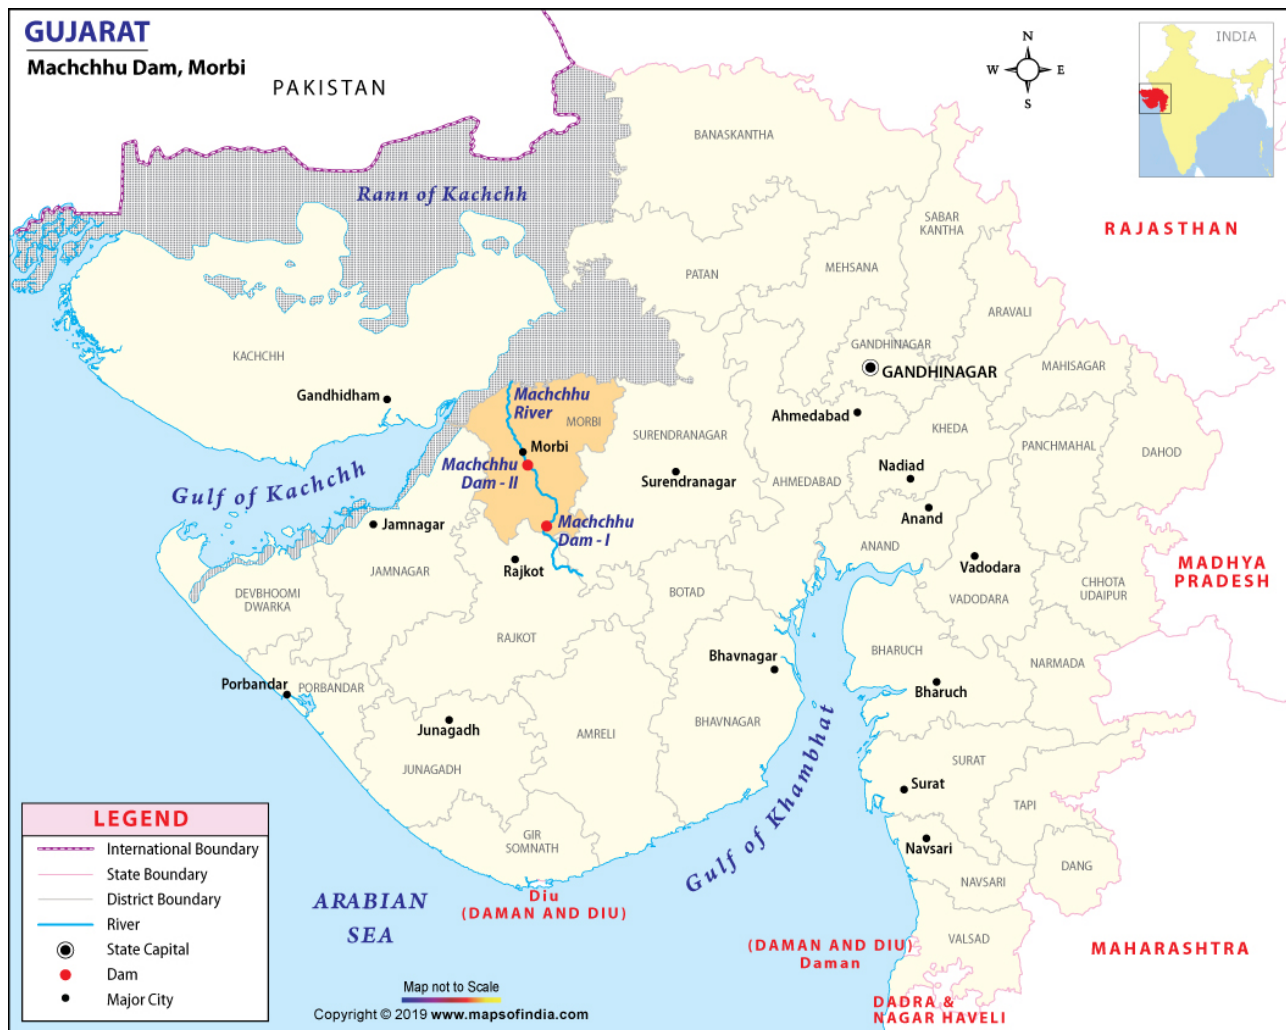 GUJARAT
Machchhu Dam, Morbi
PAKISTAN
N
W E
S
INDIA
BANASKANTHA
Rann of Kachchh
SABAR
KANTHA
RAJASTHAN
PATAN
MEHSANA
ARAVALI
KACHCHH
GANDHINAGAR
GANDHINAGAR
MAHISAGAR
Gandhidham
Machchhu
River
MORBI
Ahmedabad
KHEDA
SURENDRANAGAR
PANCHMAHAL
DAHOD
Morbi
Machchhu
Dam - II
Surendranagar
AHMEDABAD
Nadiad
Gulf of Kachchh
Jamnagar
Machchhu
Dam - I
Anand
ANAND
Rajkot
JAMNAGAR
Vadodara
VADODARA
CHHOTA
UDAIPUR
MADHYA
PRADESH
DEVBHOOMI
DWARKA
BOTAD
RAJKOT
BHARUCH
NARMADA
Bhavnagar
Porbandar
PORBANDAR
Bharuch
Junagadh
AMRELI
BHAVNAGAR
JUNAGADH
SURAT
Surat
TAPI
Gulf of Khambhat
GIR
SOMNATH
Navsari
NAVSARI
DANG
Diu
(DAMAN AND DIU)
ARABIAN
SEA
(DAMAN AND DIU)
Daman
VALSAD
MAHARASHTRA
DADRA &
NAGAR HAVELI
LEGEND
International Boundary
State Boundary
District Boundary
River
State Capital
Dam
Major City
Map not to Scale
Copyright © 2019 www.mapsofindia.com